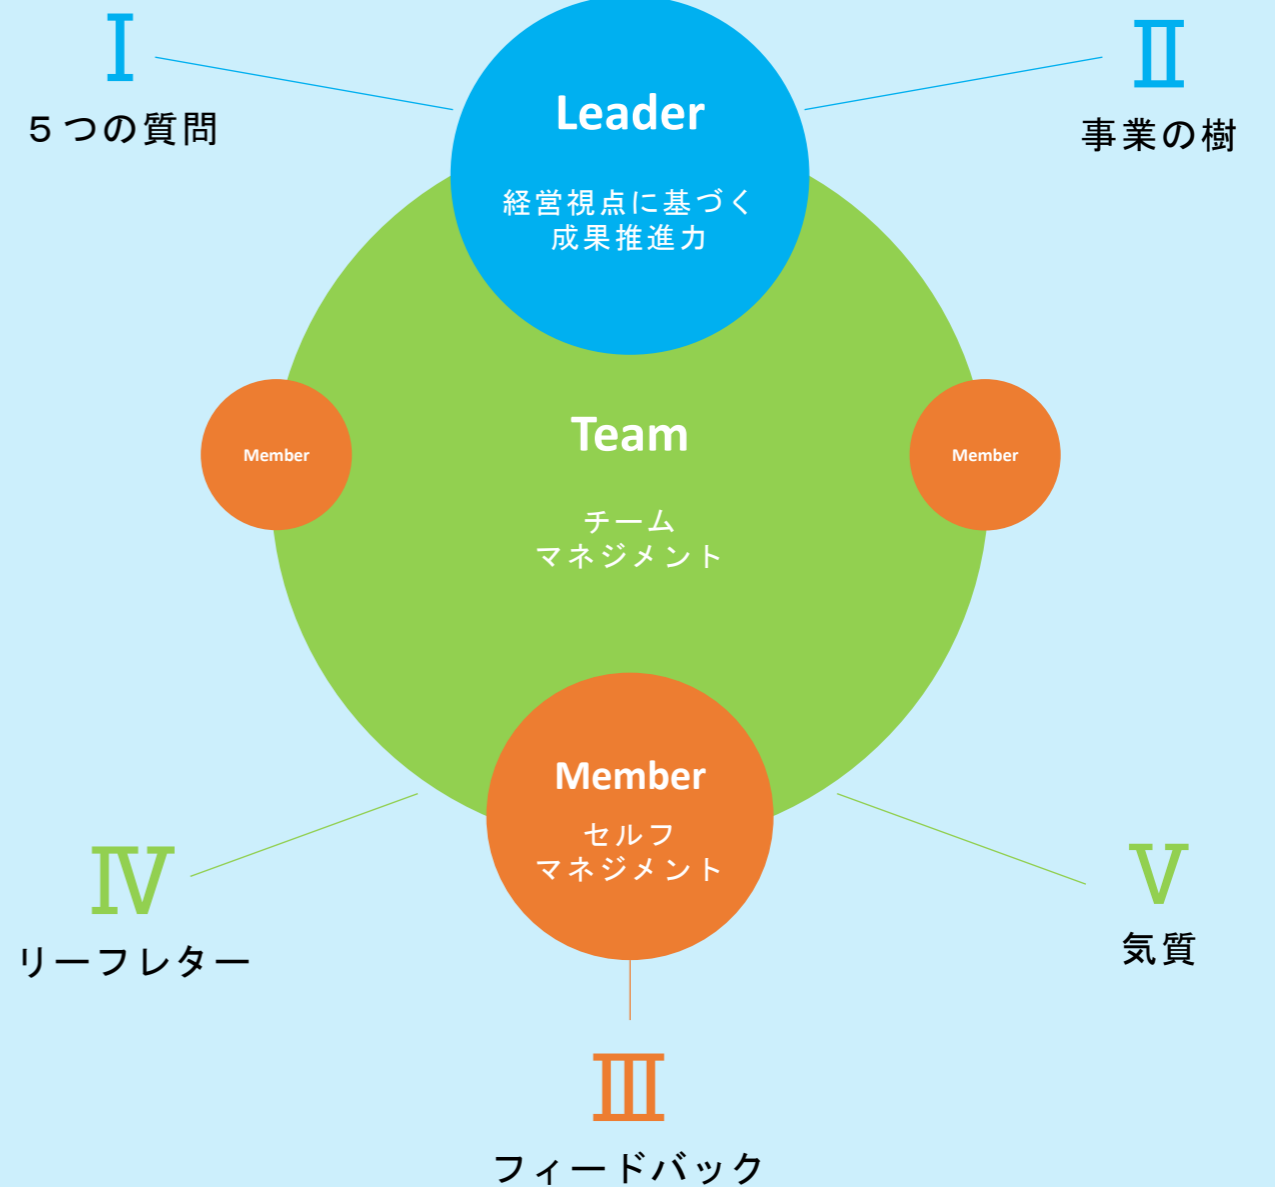 Ⅰ
５つの質問
Ⅱ
事業の樹
Leader
経営視点に基づく
成果推進力
Member
Team
チーム
マネジメント
Member
Member
セルフ
マネジメント
Ⅳ
リーフレター
Ⅴ
気質
Ⅲ
フィードバック